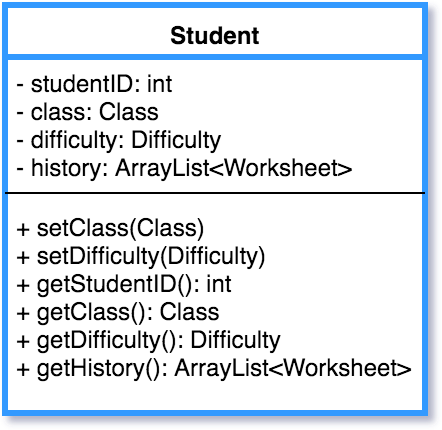 Student
- studentID: int
- class: Class
- difficulty: Difficulty
- history: ArrayList<Worksheet>
+ setClass(Class)
+ setDifficulty(Difficulty)
+ getStudentID(): int
+ getClass(): Class
+ getDifficulty(): Difficulty
+ getHistory(): ArrayList<Worksheet>